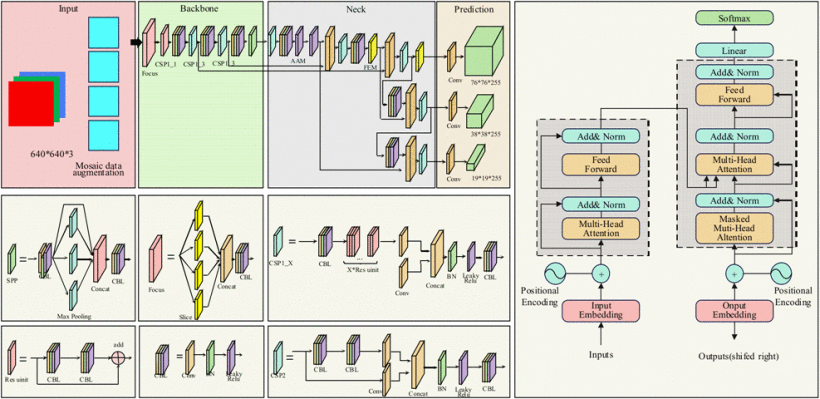 Input
Backbone
Neck
Prediction
Focus
CSP1_1
CSP1_3
CSP1_3
AAM
FEM
Conv
76*76*255
Conv
38*38*255
Conv
19*19*255
640*640*3
Mosaic data
augmentation
SPP
CBL
Max Pooling
Concat
CBL
Focus
Slice
Concat
CBL
CSP1_X
CBL
...
X*Res uinit
Conv
Concat
BN
Leaky
Relu
CBL
Res uinit
CBL
CBL
add
CBL
Conv
BN
Leaky
Relu
CSP2
CBL
CBL
Conv
Concat
BN
Leaky
Relu
CBL
Softmax
Linear
Add& Norm
Feed
Forward
Add& Norm
Multi-Head
Attention
Add& Norm
Masked
Muti-Head
Altention
Add& Norm
Feed
Forward
Add& Norm
Multi-Head
Attention
Positional
Encoding
+
+
Positional
Encoding
Input
Embedding
Onput
Embedding
Inputs
Outputs(shifed right)